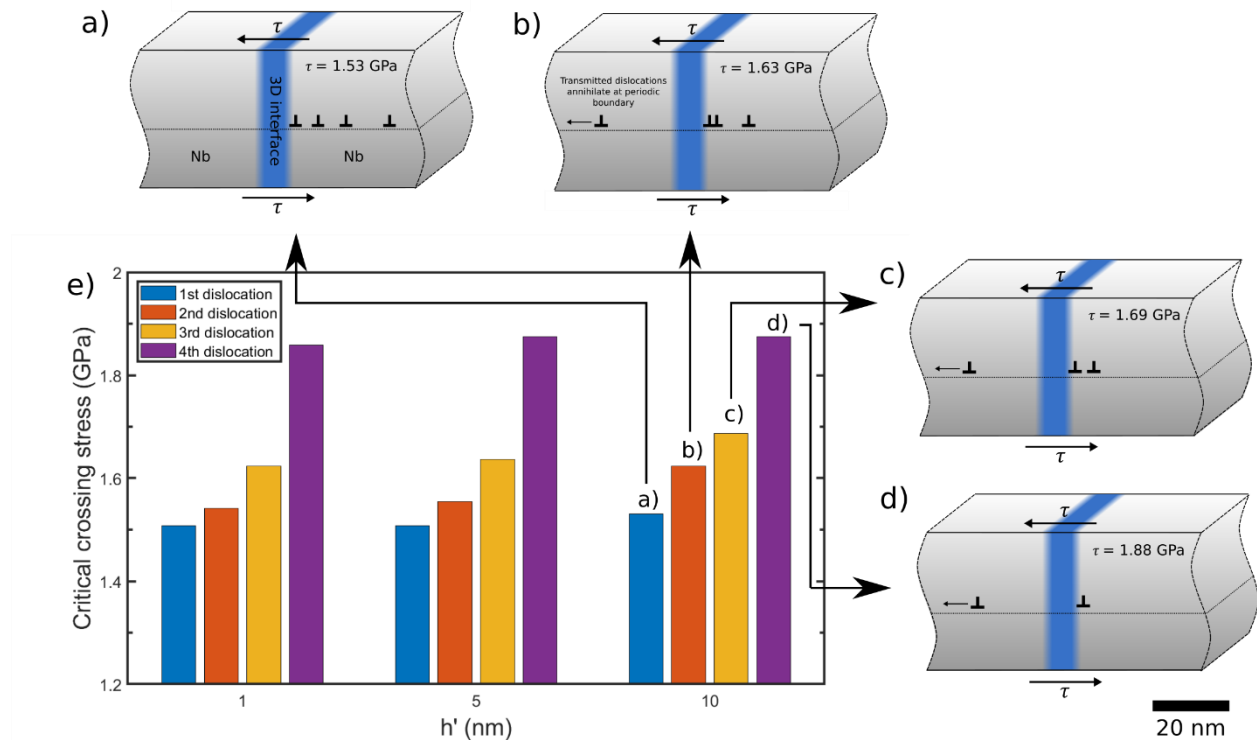 a)
τ
τ = 1.53 GPa
3D interface
Nb
Nb
τ
b)
τ
τ = 1.63 GPa
Transmitted dislocations
annihilate at periodic
boundary
τ
c)
τ
τ = 1.69 GPa
τ
d)
τ
τ = 1.88 GPa
τ
20 nm
e)
1st dislocation
2nd dislocation
3rd dislocation
4th dislocation
Critical crossing stress (GPa)
2
1.8
1.6
1.4
1.2
a)
b)
c)
d)
1
5
10
h' (nm)